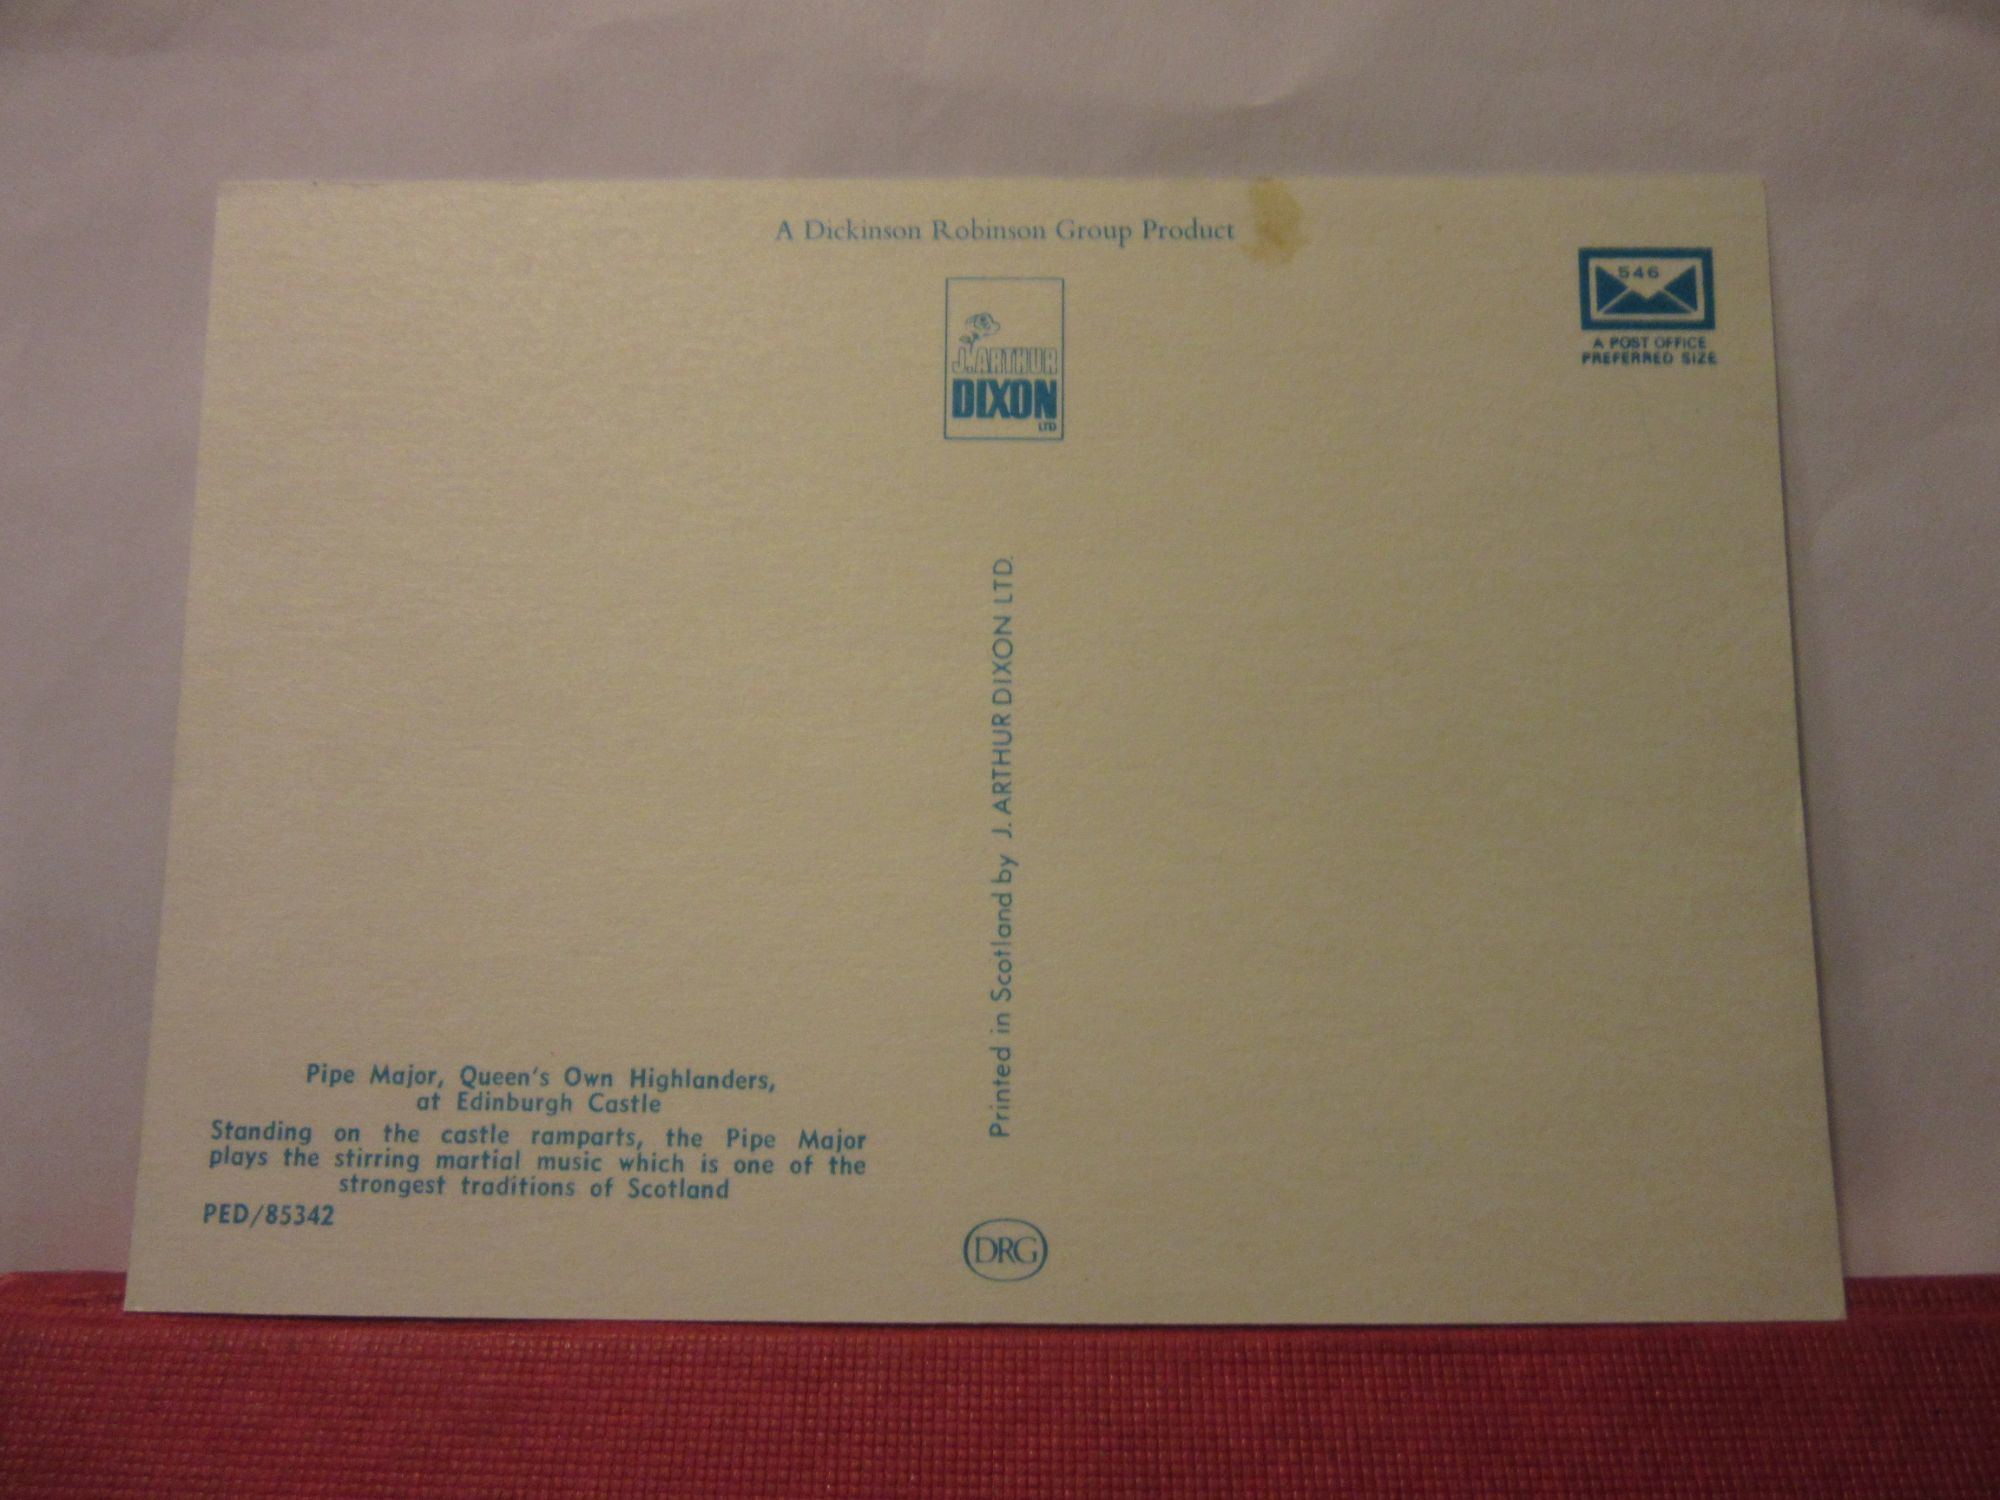 A Dickinson Robinson Group Product
J. ARTHUR
DIXON
LTD
546
A POST OFFICE
PREFERRED SIZE
Printed in Scotland by J. ARTHUR DIXON LTD.
Pipe Major, Queen's Own Highlanders,
at Edinburgh Castle
Standing on the castle ramparts, the Pipe Major
plays the stirring martial music which is one of the
strongest traditions of Scotland
PED/85342
DRG